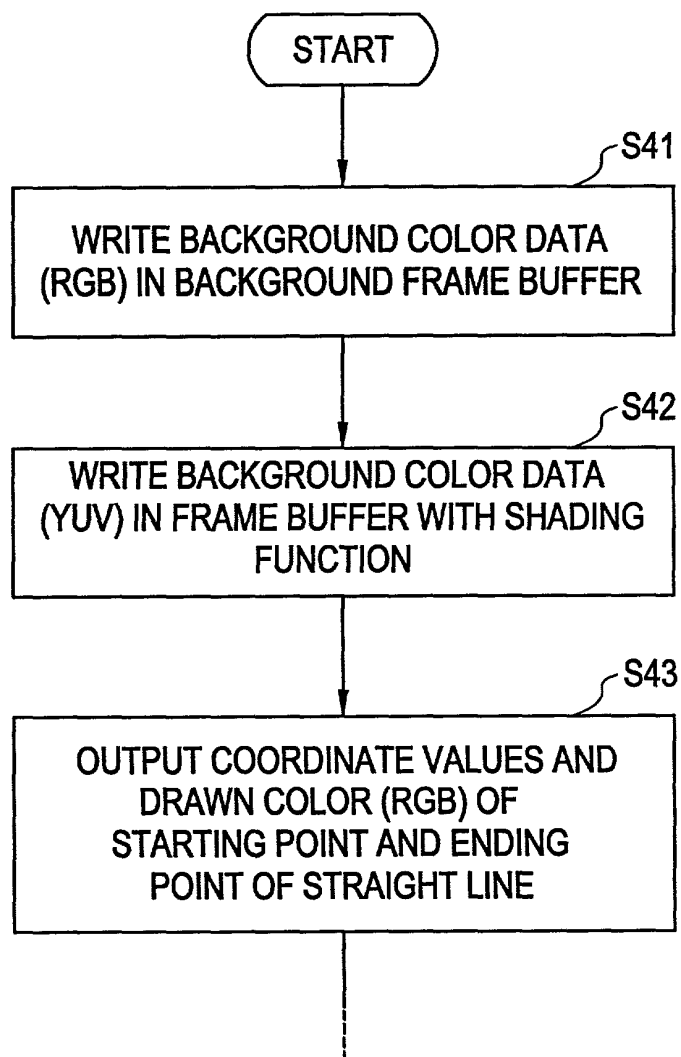 START
S41
WRITE BACKGROUND COLOR DATA
(RGB) IN BACKGROUND FRAME BUFFER
S42
WRITE BACKGROUND COLOR DATA
(YUV) IN FRAME BUFFER WITH SHADING
FUNCTION
S43
OUTPUT COORDINATE VALUES AND
DRAWN COLOR (RGB) OF
STARTING POINT AND ENDING
POINT OF STRAIGHT LINE